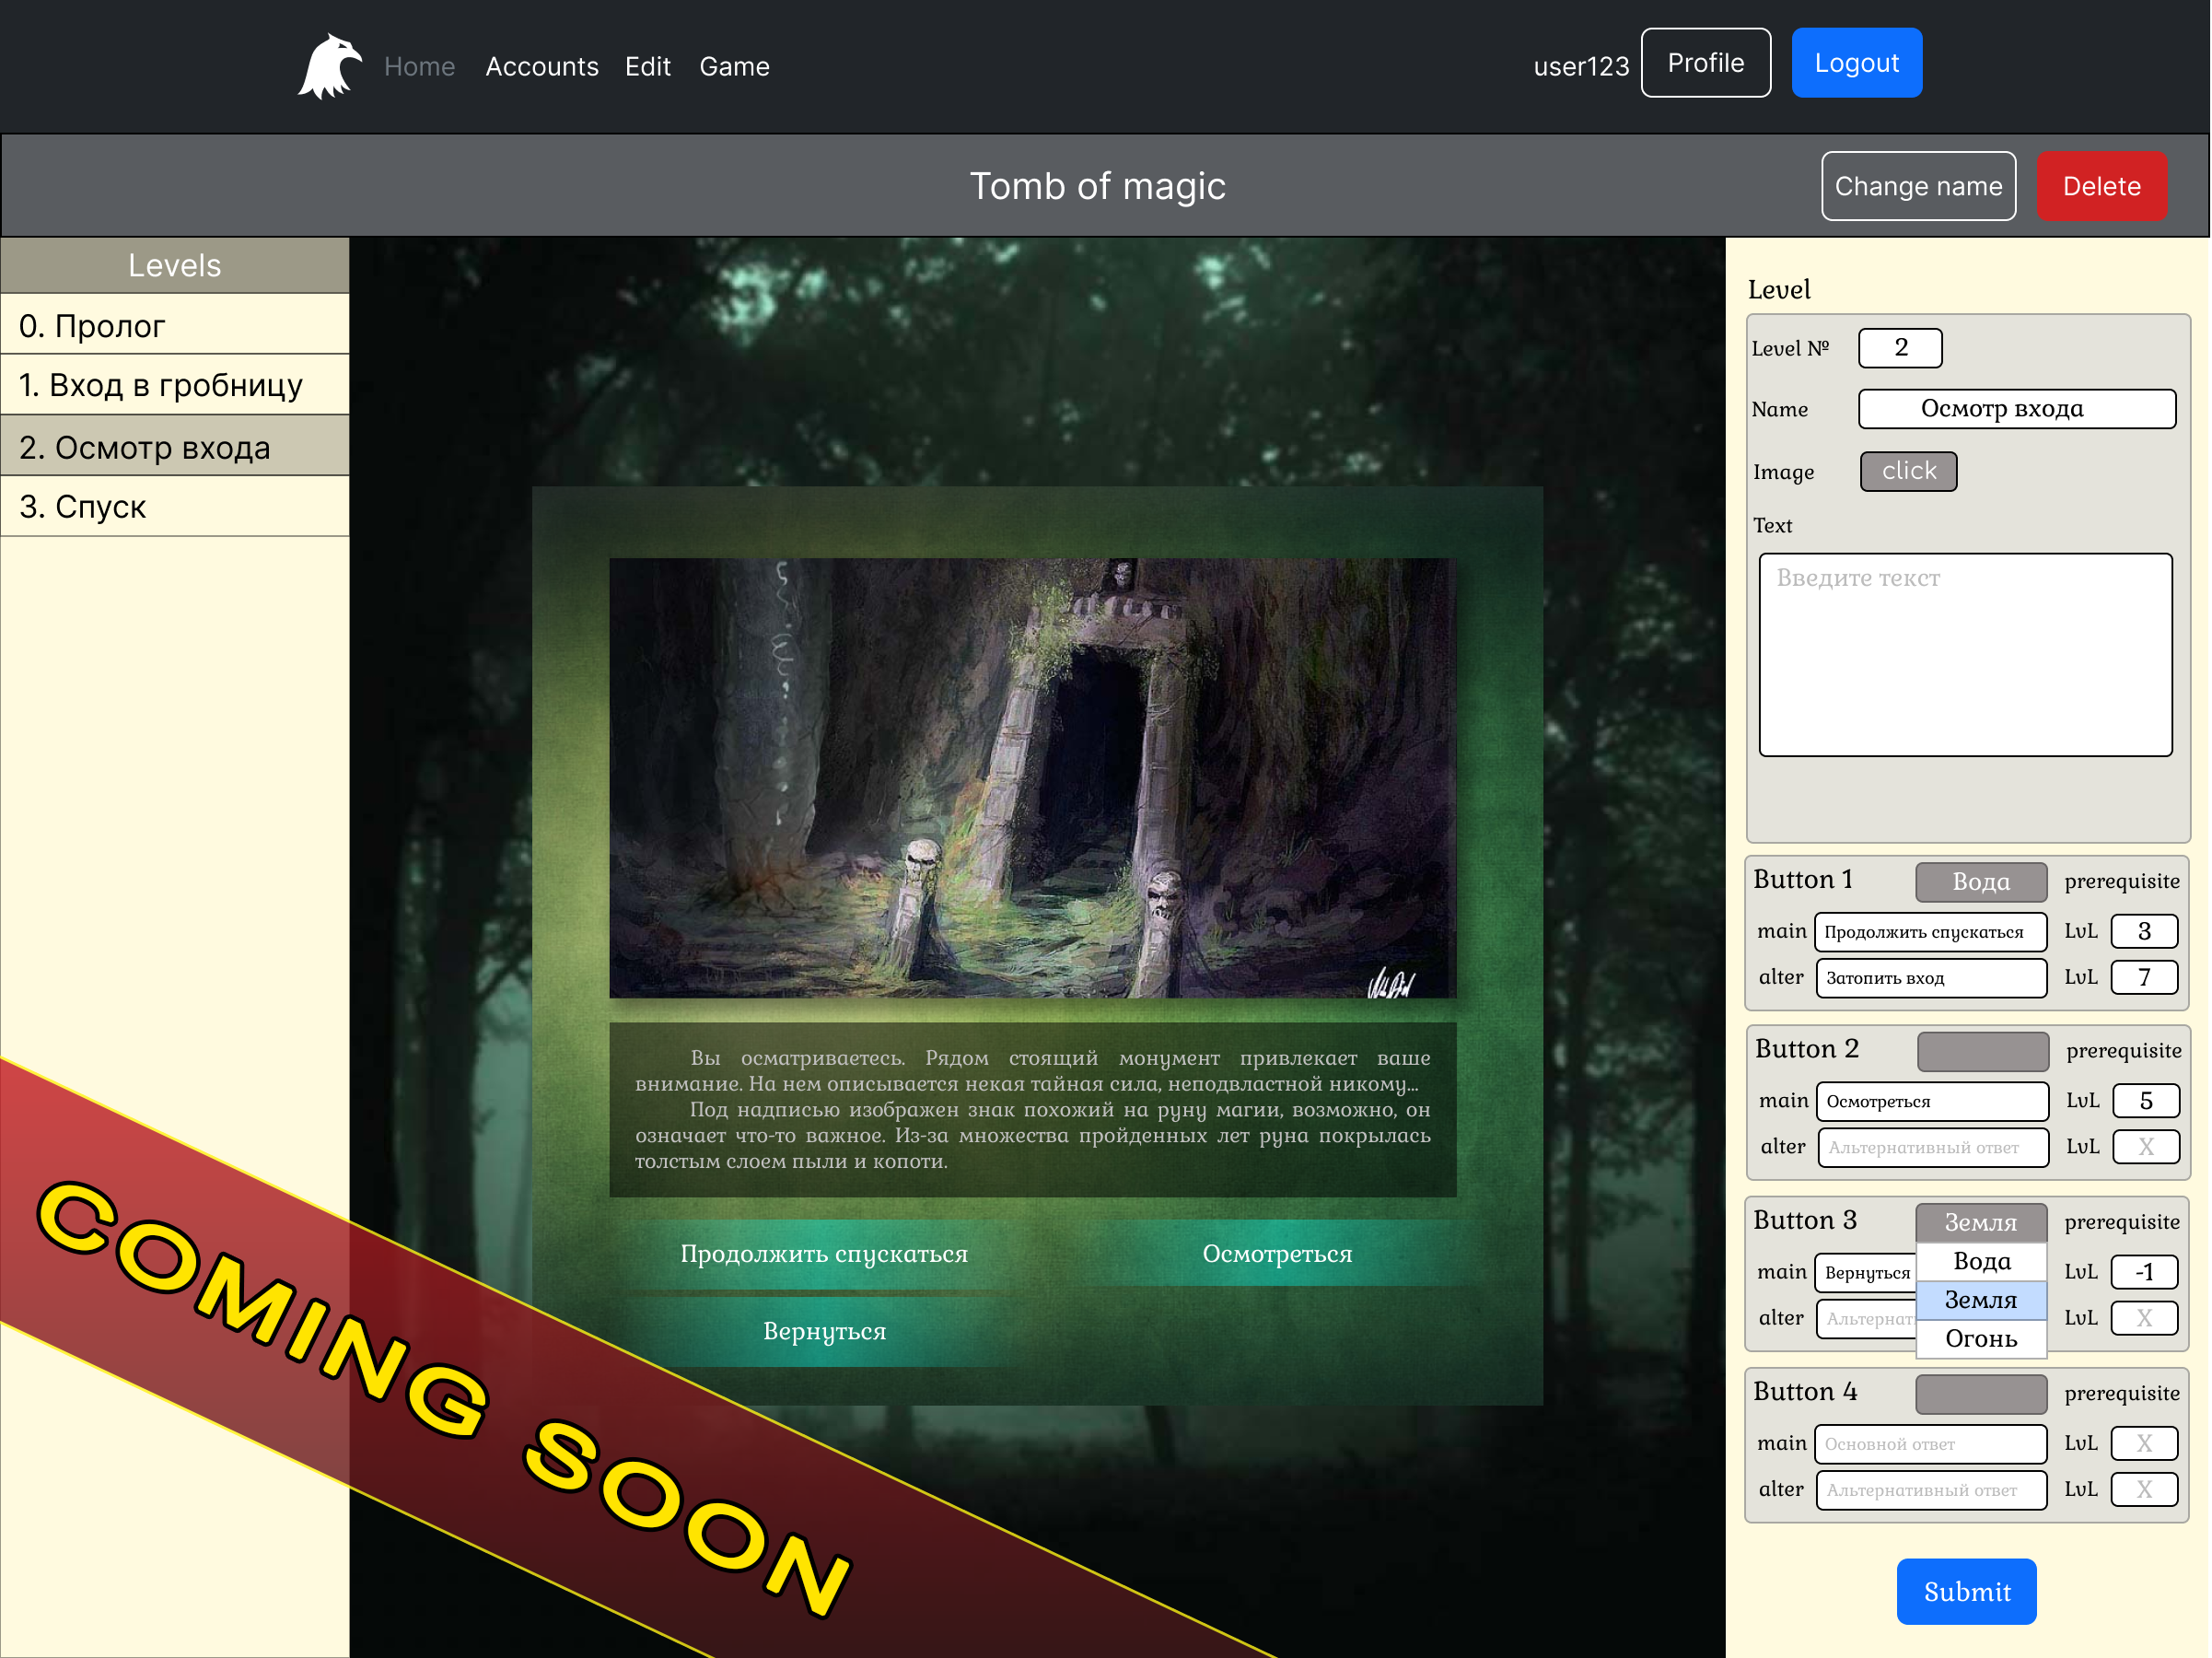 Home Accounts Edit Game user123 Profile Logout
Tomb of magic Change name Delete
Levels
0. Пролог
1. Вход в гробницу
2. Осмотр входа
3. Спуск
Вы осматриваетесь. Рядом стоящий монумент привлекает ваше
внимание. На нем описывается некая тайная сила, неподвластной никому...
Под надписью изображен знак похожий на руну магии, возможно, он
означает что-то важное. Из-за множества пройденных лет руна покрылась
толстым слоем пыли и копоти.
Продолжить спускаться Осмотреться
Вернуться
COMING SOON
Level
Level № 2
Name Осмотр входа
Image click
Text
Введите текст
Button 1 Вода prerequisite
main Продолжить спускаться LvL 3
alter Затопить вход LvL 7
Button 2 prerequisite
main Осмотреться LvL 5
alter Альтернативный ответ LvL X
Button 3 Земля prerequisite
Вода
main Вернуться LvL -1
Земля
alter Альтернат LvL X
Огонь
Button 4 prerequisite
main Основной ответ LvL X
alter Альтернативный ответ LvL X
Submit